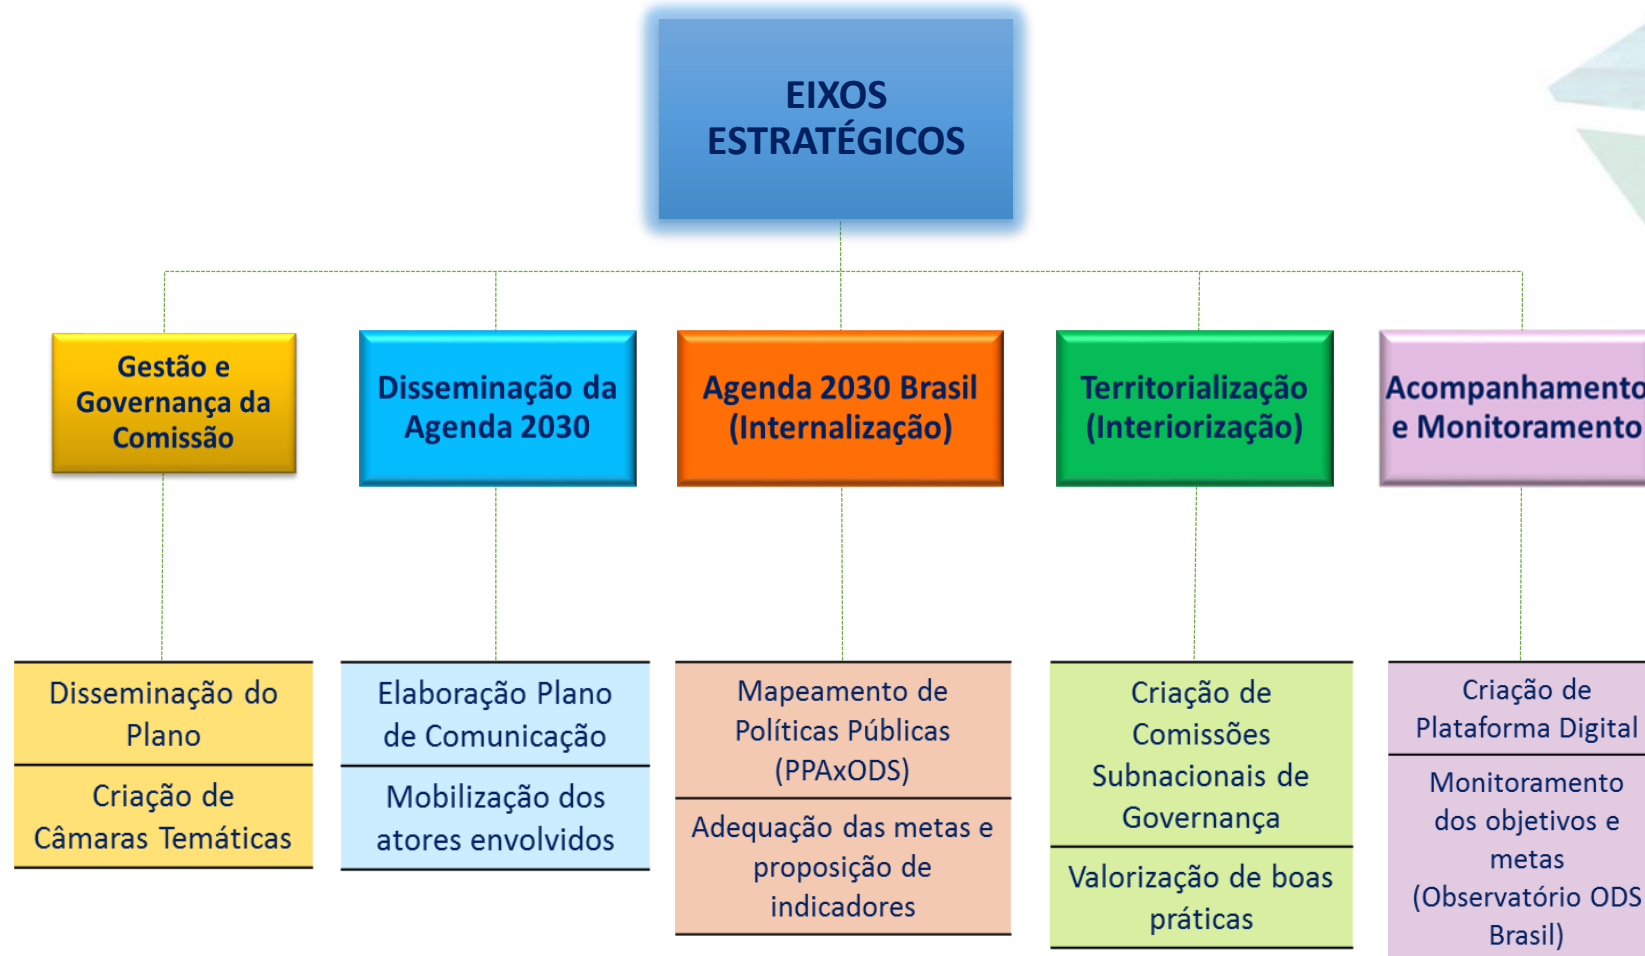 EIXOS
ESTRATÉGICOS
Gestão e
Governança da
Comissão
Disseminação da
Agenda 2030
Agenda 2030 Brasil
(Internalização)
Territorialização
(Interiorização)
Acompanhamento
e Monitoramento
Disseminação do
Plano
Criação de
Câmaras Temáticas
Elaboração Plano
de Comunicação
Mobilização dos
atores envolvidos
Mapeamento de
Políticas Públicas
(PPAxODS)
Adequação das metas e
proposição de
indicadores
Criação de
Comissões
Subnacionais de
Governança
Valorização de boas
práticas
Criação de
Plataforma Digital
Monitoramento
dos objetivos e
metas
(Observatório ODS
Brasil)